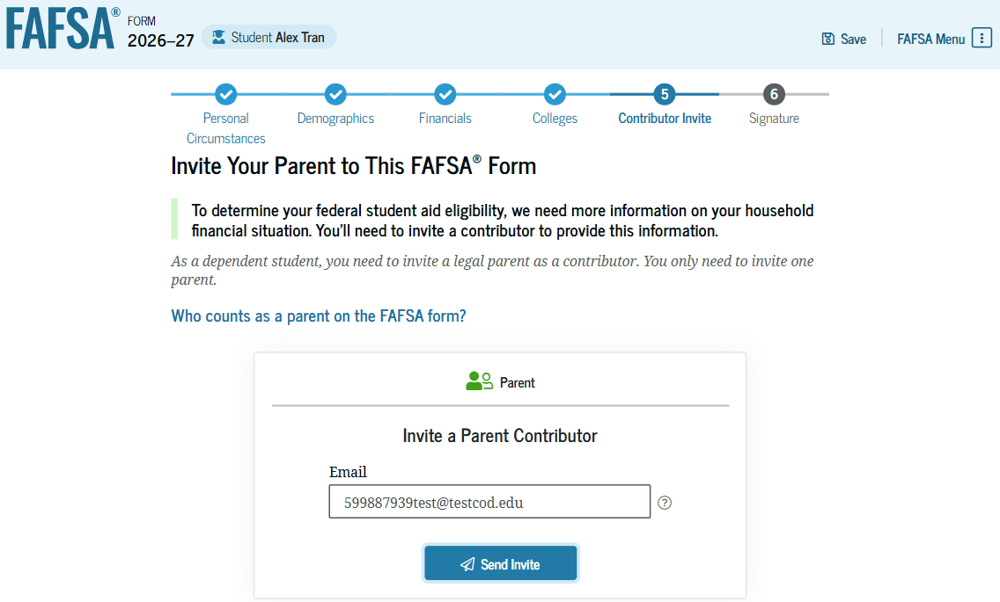 FAFSA® FORM
2026–27
Student Alex Tran
Save
FAFSA Menu
5
6
Personal
Circumstances
Demographics
Financials
Colleges
Contributor Invite
Signature
Invite Your Parent to This FAFSA® Form
To determine your federal student aid eligibility, we need more information on your household
financial situation. You'll need to invite a contributor to provide this information.
As a dependent student, you need to invite a legal parent as a contributor. You only need to invite one
parent.
Who counts as a parent on the FAFSA form?
Parent
Invite a Parent Contributor
Email
599887939test@testcod.edu
?
Send Invite